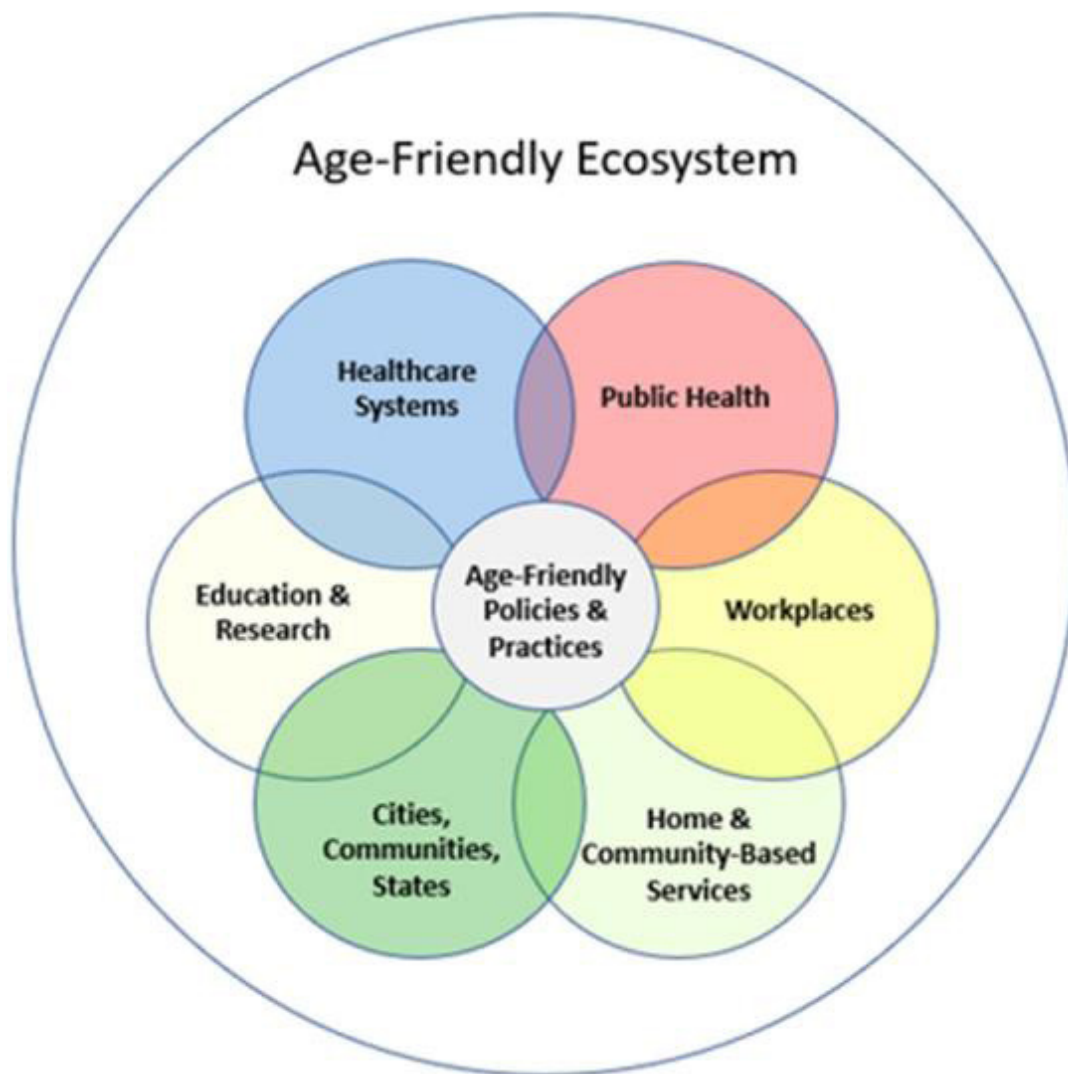 Age-Friendly Ecosystem
Healthcare
Systems
Public Health
Education &
Research
Age-Friendly
Policies &
Practices
Workplaces
Cities,
Communities,
States
Home &
Community-Based
Services